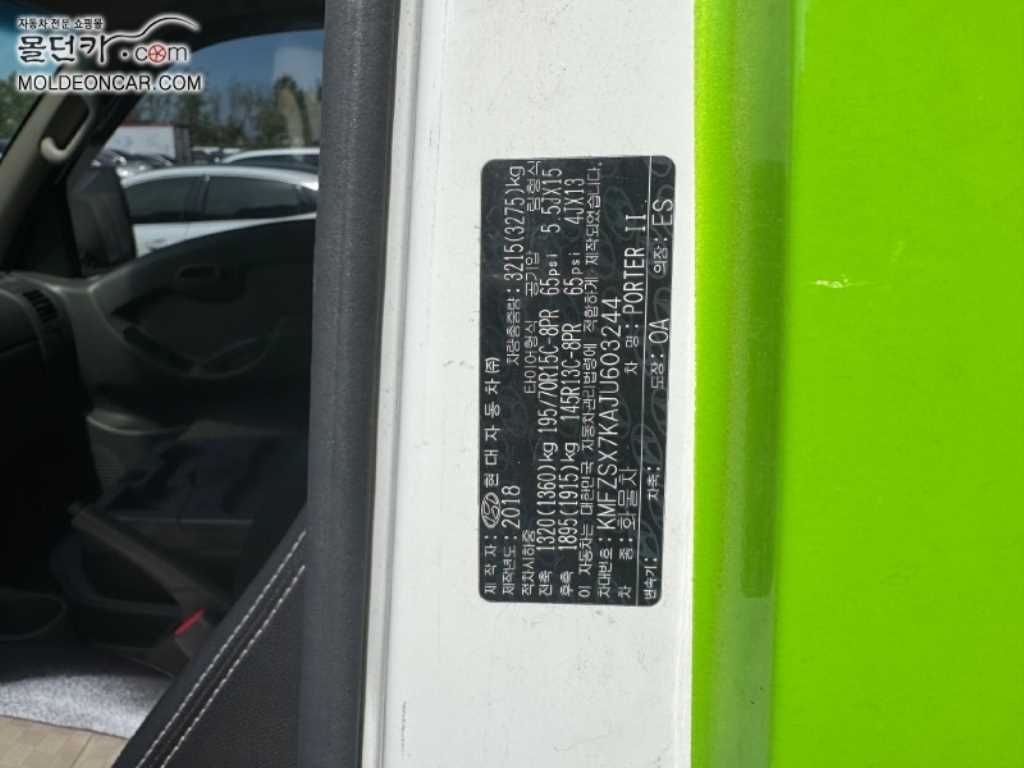 자동차 전문 쇼핑몰
몰던카.com
MOLDEONCAR.COM
제 작 자: 현 대 자 동 차 (주)
제작년도: 2018 차량총중량: 3215(3275)kg
적차시하중 타이어형식 공기압 림형식
전축 1320(1360)kg 195/70R15C-8PR 65psi 5.5JX15
후축 1895(1915)kg 145R13C-8PR 65psi 4JX13
이 자동차는 대한민국 자동차관리법령에 적합하게 제작되었습니다.
차대번호: KMFZSX7KAJU603244
차 종: 화물차 차 명: PORTER II
변속기: 차축: 도장: OA 의장: ES